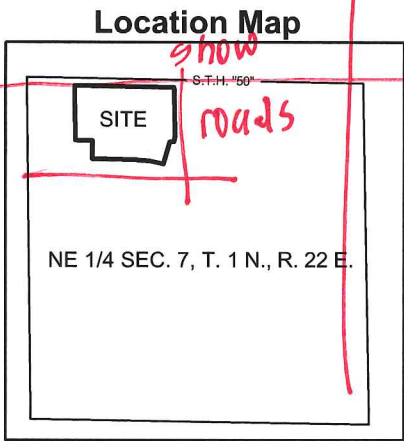 Location Map
show
S.T.H. "50"
SITE
roads
NE 1/4 SEC. 7, T. 1 N., R. 22 E.